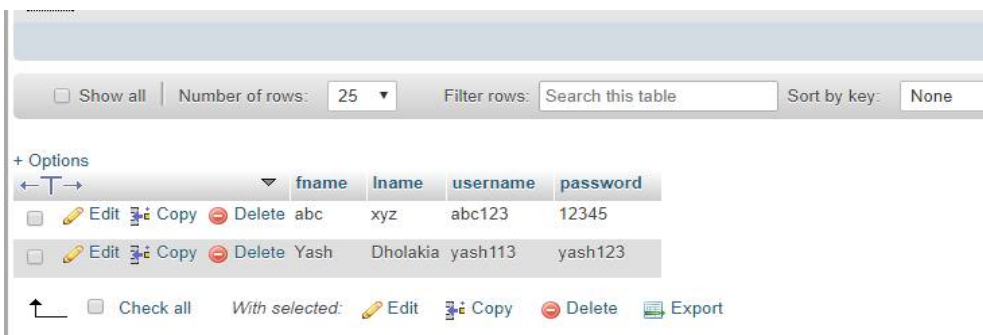 Show all Number of rows: 25 Filter rows: Search this table Sort by key: None
+ Options
fname lname username password
Edit Copy Delete abc xyz abc123 12345
Edit Copy Delete Yash Dholakia yash113 yash123
Check all With selected: Edit Copy Delete Export